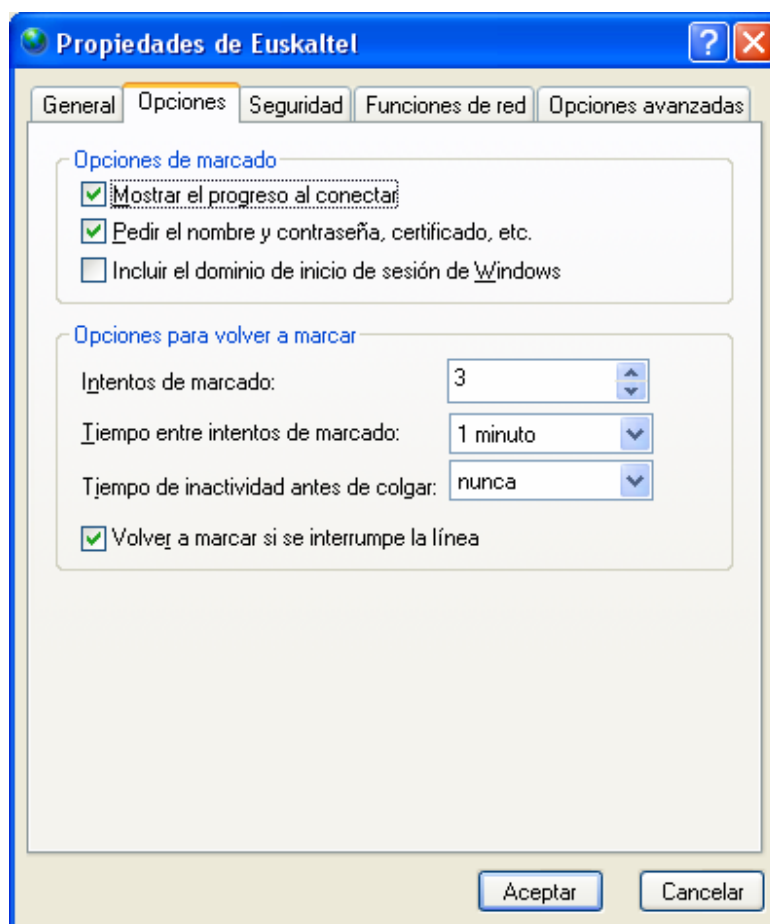 Propiedades de Euskaltel
General Opciones Seguridad Funciones de red Opciones avanzadas
Opciones de marcado
Mostrar el progreso al conectar
Pedir el nombre y contraseña, certificado, etc.
Incluir el dominio de inicio de sesión de Windows
Opciones para volver a marcar
Intentos de marcado: 3
Tiempo entre intentos de marcado: 1 minuto
Tiempo de inactividad antes de colgar: nunca
Volver a marcar si se interrumpe la línea
Aceptar Cancelar